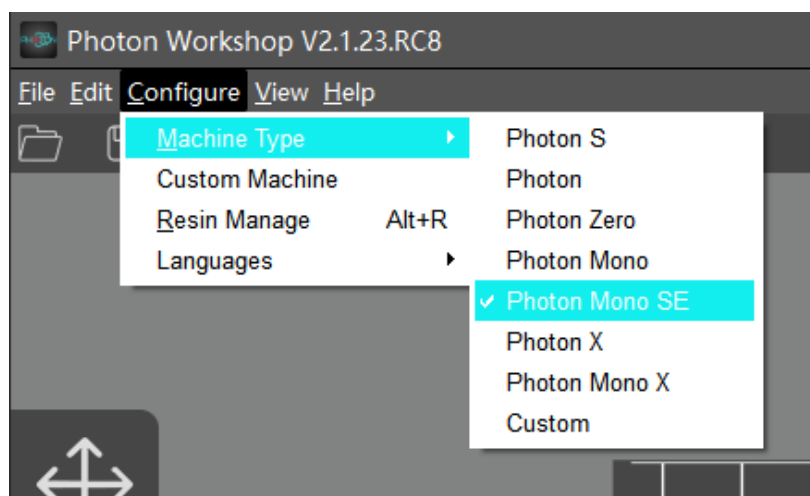 Photon Workshop V2.1.23.RC8
File Edit Configure View Help
Machine Type
Custom Machine
Resin Manage Alt+R
Languages
Photon S
Photon
Photon Zero
Photon Mono
Photon Mono SE
Photon X
Photon Mono X
Custom